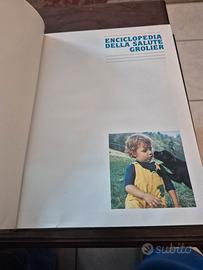 ENCICLOPEDIA
DELLA SALUTE
GROLIER
subito